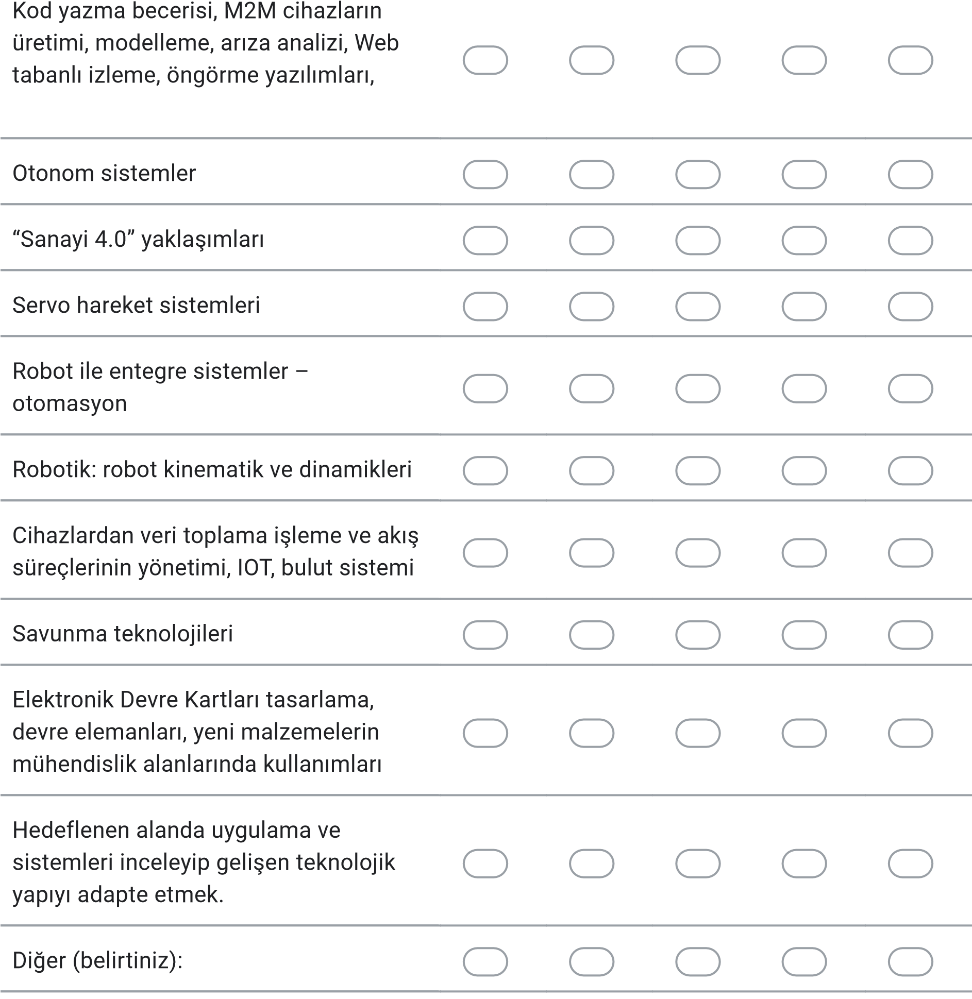 Kod yazma becerisi, M2M cihazların
üretimi, modelleme, arıza analizi, Web
tabanlı izleme, öngörme yazılımları,
Otonom sistemler
“Sanayi 4.0” yaklaşımları
Servo hareket sistemleri
Robot ile entegre sistemler –
otomasyon
Robotik: robot kinematik ve dinamikleri
Cihazlardan veri toplama işleme ve akış
süreçlerinin yönetimi, IOT, bulut sistemi
Savunma teknolojileri
Elektronik Devre Kartları tasarlama,
devre elemanları, yeni malzemelerin
mühendislik alanlarında kullanımları
Hedeflenen alanda uygulama ve
sistemleri inceleyip gelişen teknolojik
yapıyı adapte etmek.
Diğer (belirtiniz):